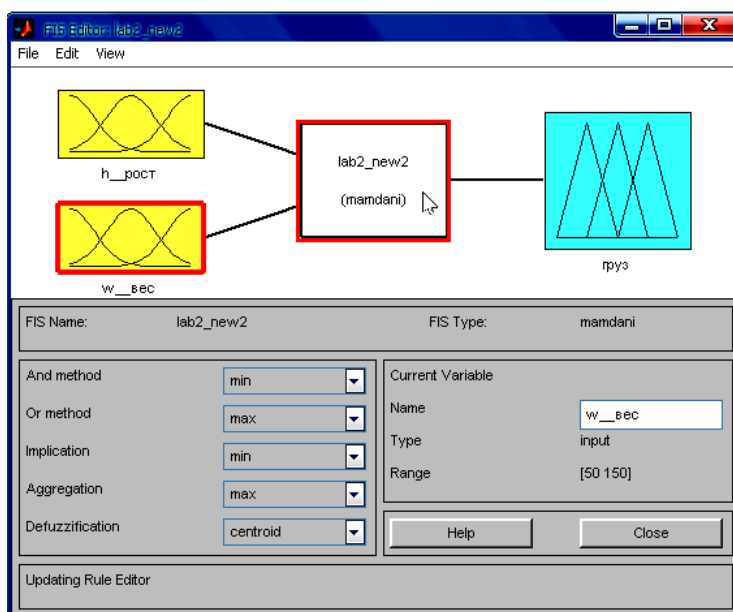 FIS Editor: lab2_new2
File Edit View
h__рост
lab2_new2
(mamdani)
w__вес
груз
FIS Name: lab2_new2 FIS Type: mamdani
And method min
Or method max
Implication min
Aggregation max
Defuzzification centroid
Current Variable
Name w__вес
Type input
Range [50 150]
Help Close
Updating Rule Editor